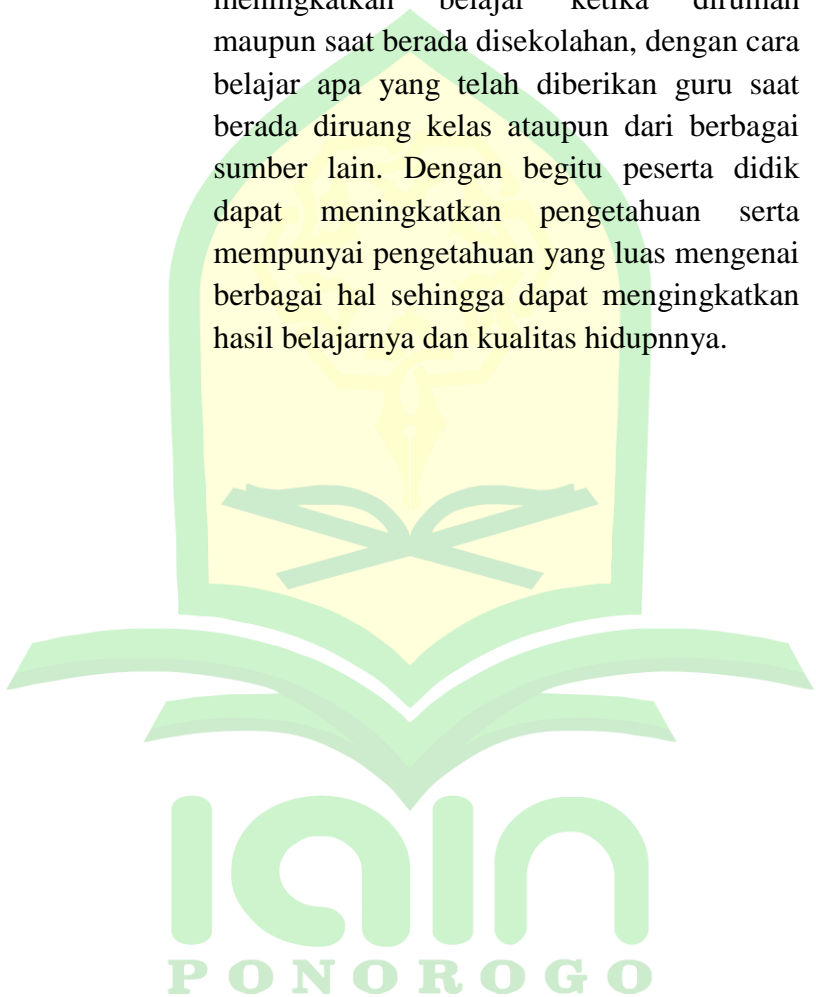 meningkatkan belajar ketika dirumah
maupun saat berada disekolahan, dengan cara
belajar apa yang telah diberikan guru saat
berada diruang kelas ataupun dari berbagai
sumber lain. Dengan begitu peserta didik
dapat meningkatkan pengetahuan serta
mempunyai pengetahuan yang luas mengenai
berbagai hal sehingga dapat mengingkatkan
hasil belajarnya dan kualitas hidupnnya.
IAIN
PONOROGO